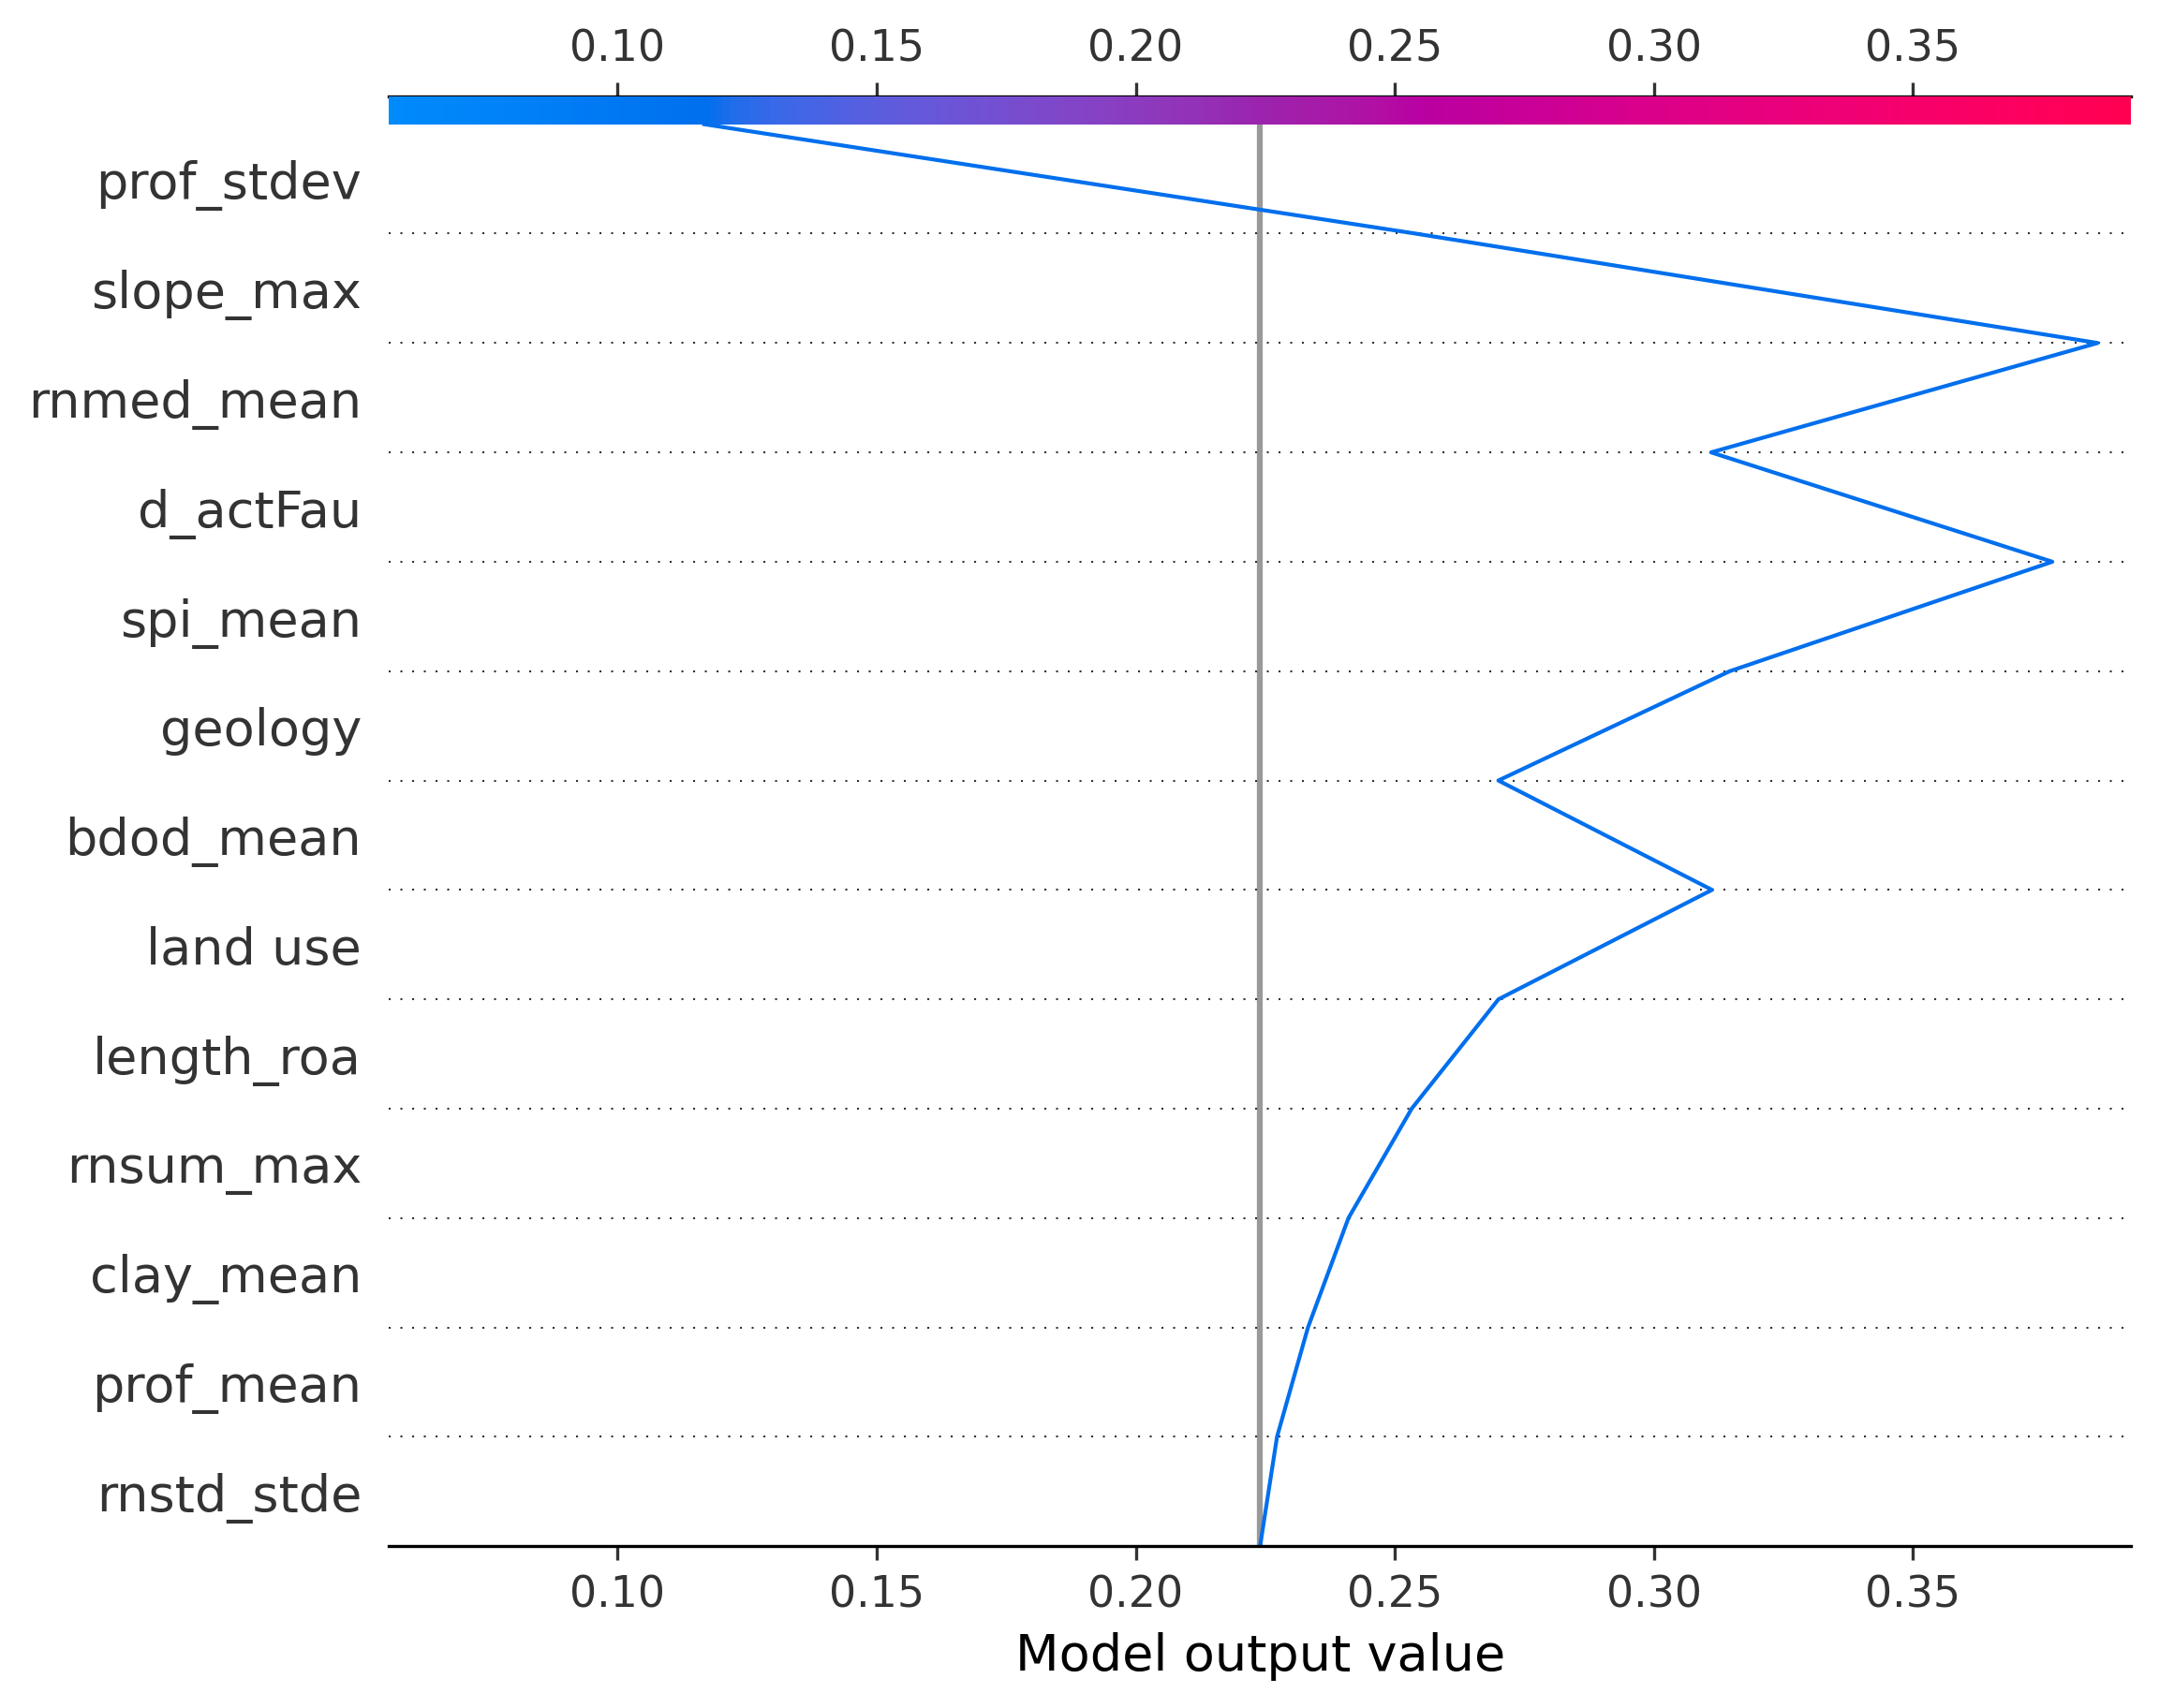 0.10 0.15 0.20 0.25 0.30 0.35
prof_stdev
slope_max
rnmed_mean
d_actFau
spi_mean
geology
bdod_mean
land use
length_roa
rnsum_max
clay_mean
prof_mean
rnstd_stde
0.10 0.15 0.20 0.25 0.30 0.35
Model output value